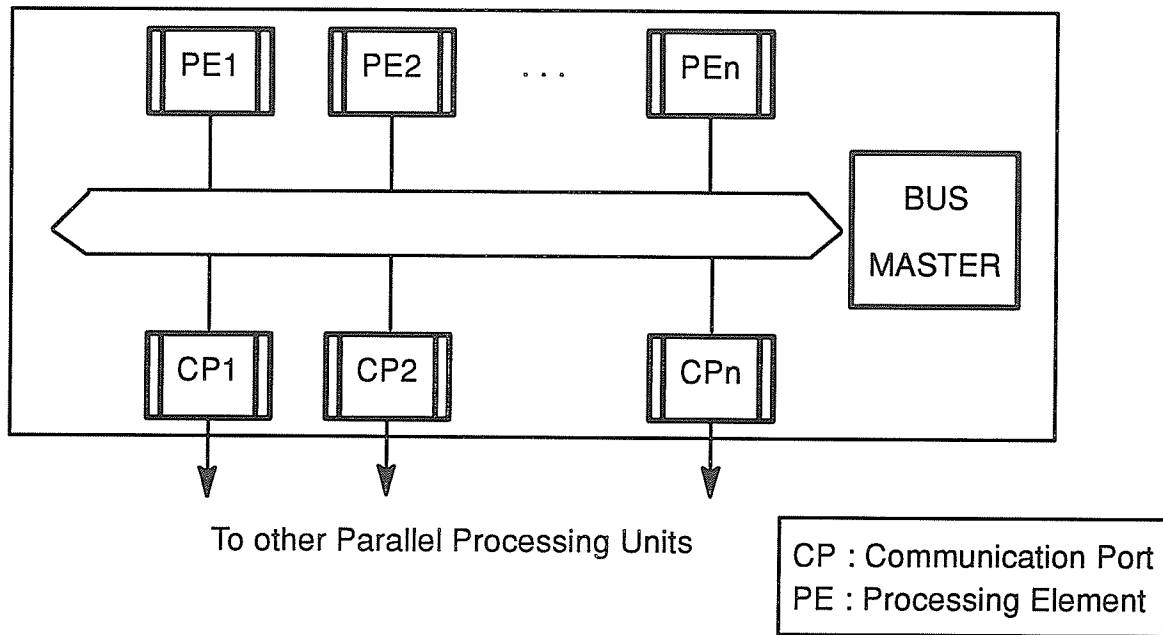 PE1 PE2 . . . PEn
BUS
MASTER
CP1 CP2 CPn
To other Parallel Processing Units
CP : Communication Port
PE : Processing Element